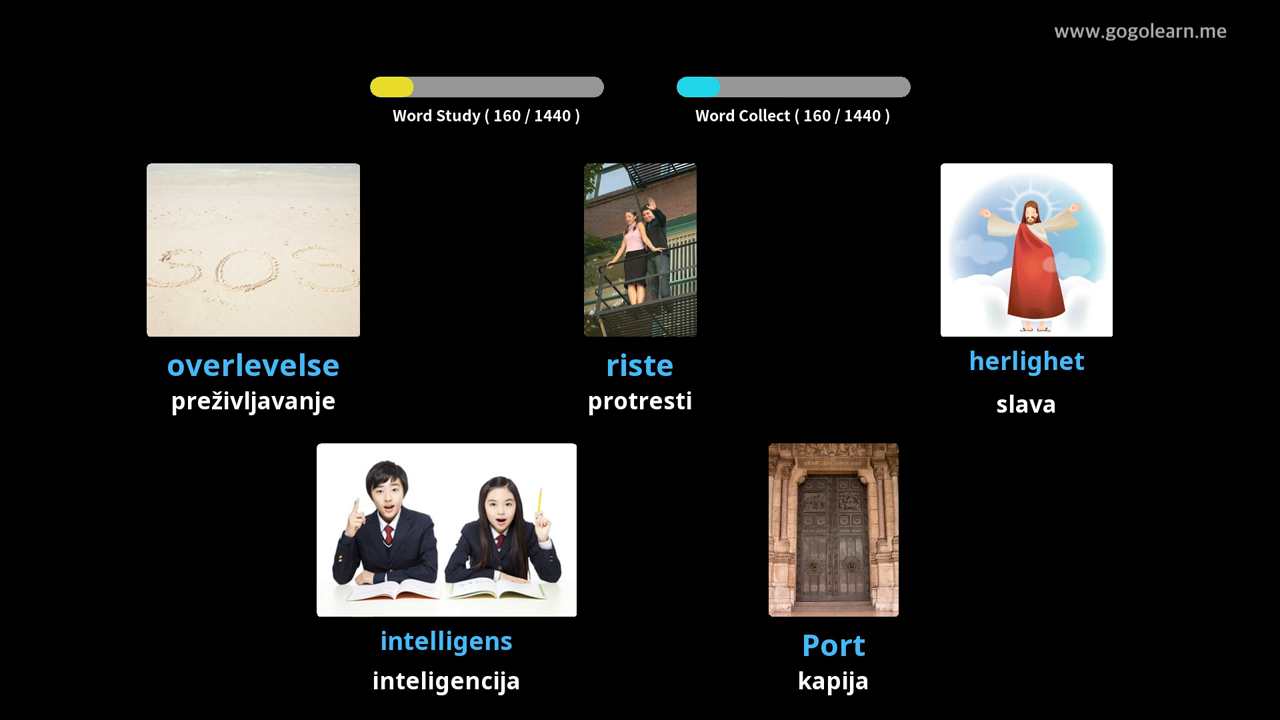 www.gogolearn.me
Word Study ( 160 / 1440 )
Word Collect ( 160 / 1440 )
SOS
overlevelse
preživljavanje
riste
protresti
herlighet
slava
intelligens
inteligencija
Port
kapija